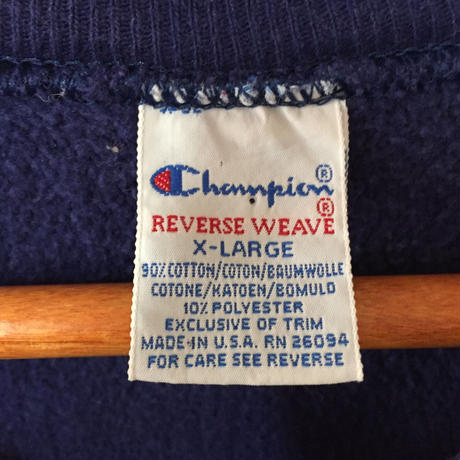 Champion®
REVERSE WEAVE®
X-LARGE
90% COTTON/COTON/BAUMWOLLE
COTONE/KATOEN/BOMULD
10% POLYESTER
EXCLUSIVE OF TRIM
MADE IN U.S.A. RN 26094
FOR CARE SEE REVERSE